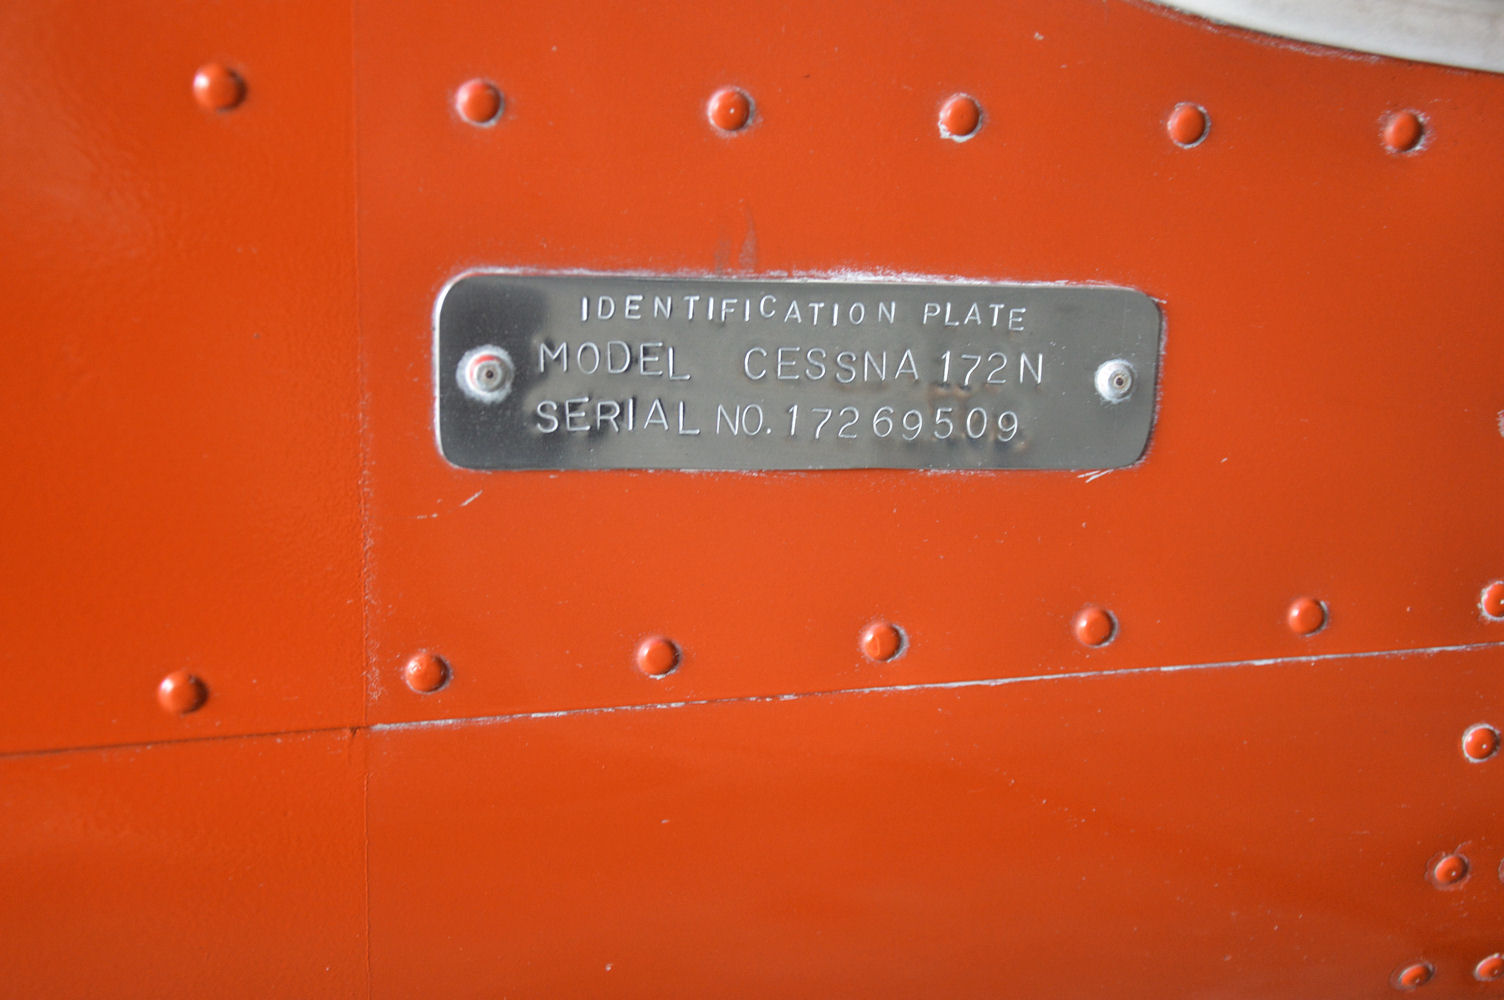 IDENTIFICATION PLATE
MODEL CESSNA 172N
SERIAL NO. 17269509